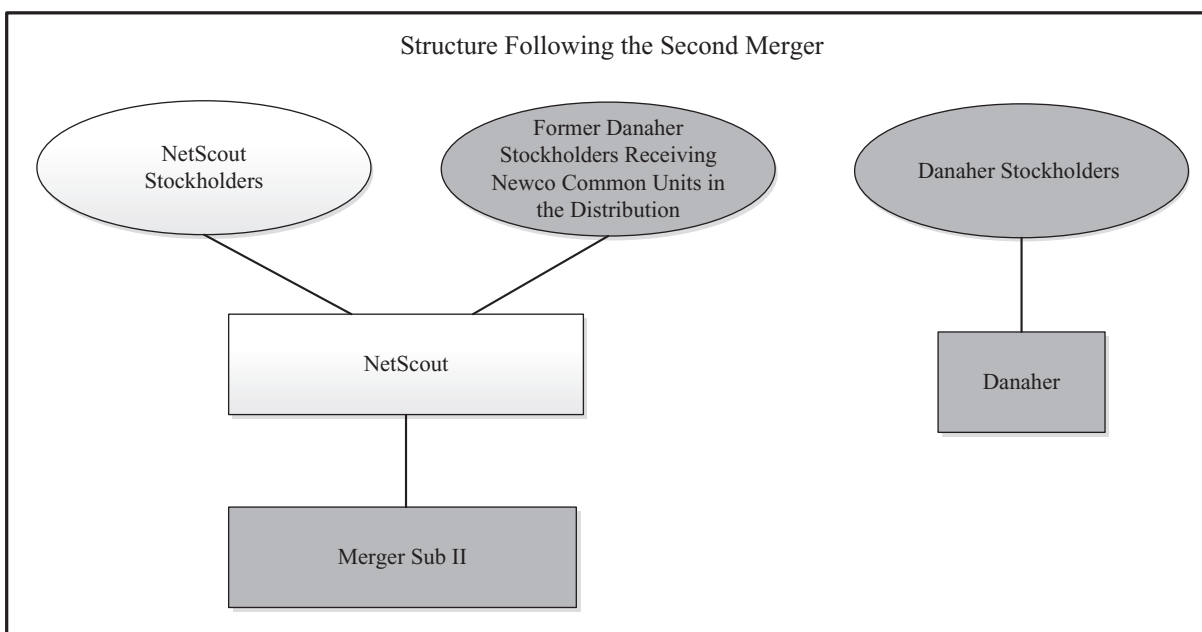 Structure Following the Second Merger
NetScout
Stockholders
Former Danaher
Stockholders Receiving
Newco Common Units in
the Distribution
Danaher Stockholders
NetScout
Danaher
Merger Sub II